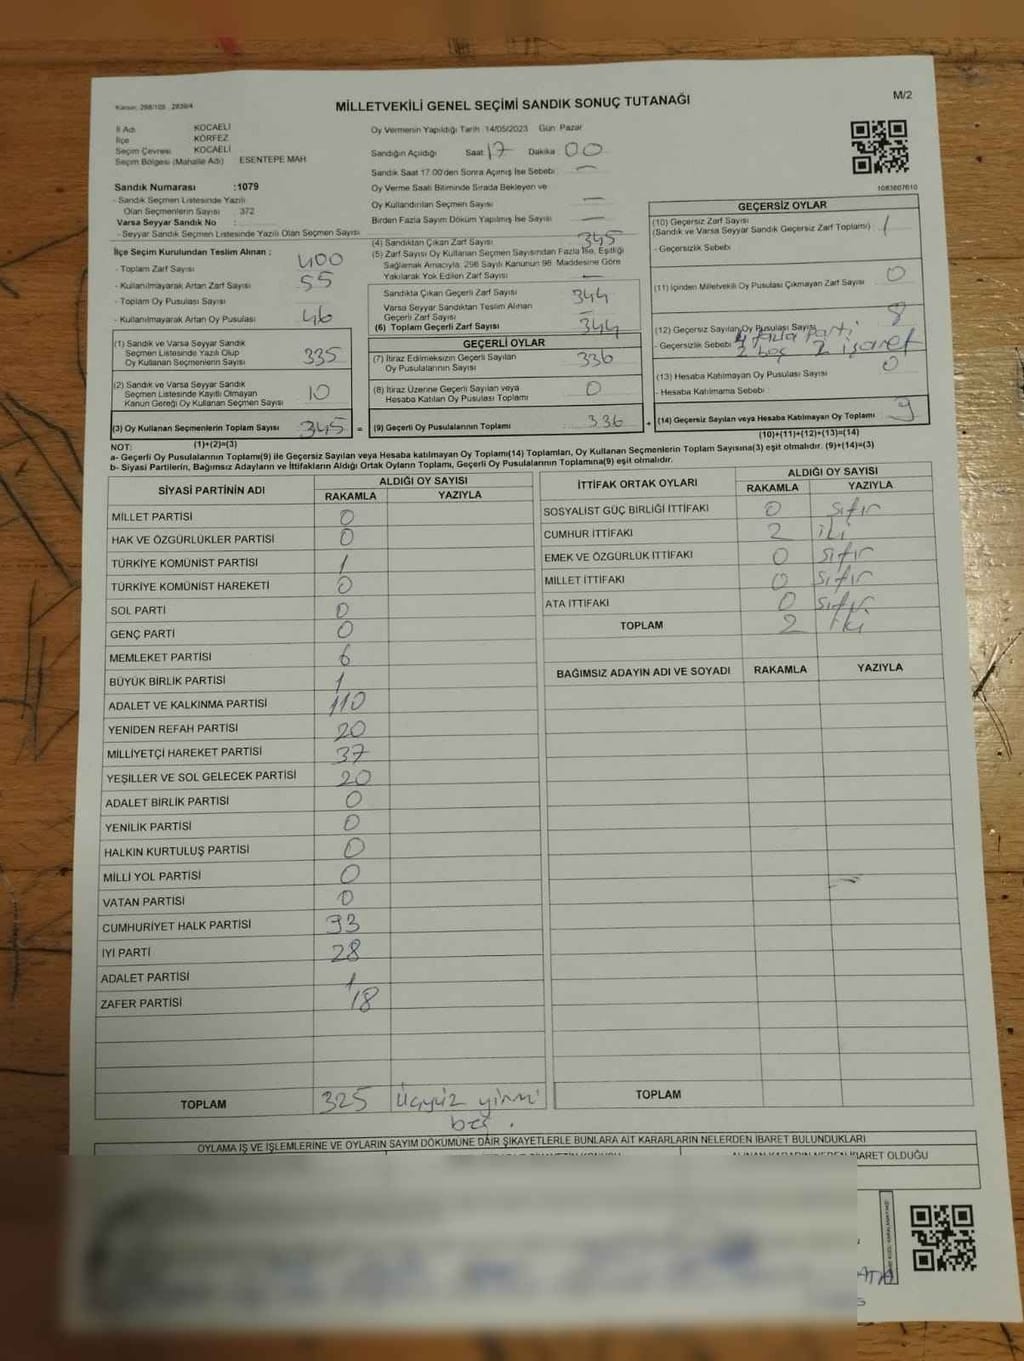 Kanun: 298/105 2839/4
MİLLETVEKİLİ GENEL SEÇİMİ SANDIK SONUÇ TUTANAĞI
M/2
İl Adı KOCAELİ
İlçe KÖRFEZ
Seçim Çevresi KOCAELİ
Seçim Bölgesi (Mahalle Adı) ESENTEPE MAH
Sandık Numarası :1079
- Sandık Seçmen Listesinde Yazılı
Olan Seçmenlerin Sayısı 372
Varsa Seyyar Sandık No :
- Seyyar Sandık Seçmen Listesinde Yazılı Olan Seçmen Sayısı
İlçe Seçim Kurulundan Teslim Alınan :
- Toplam Zarf Sayısı 400
- Kullanılmayarak Artan Zarf Sayısı 55
- Toplam Oy Pusulası Sayısı
- Kullanılmayarak Artan Oy Pusulası 46
(1) Sandık ve Varsa Seyyar Sandık
Seçmen Listesinde Yazılı Olup
Oy Kullanan Seçmenlerin Sayısı 335
(2) Sandık ve Varsa Seyyar Sandık
Seçmen Listesinde Kayıtlı Olmayan
Kanun Gereği Oy Kullanan Seçmen Sayısı 10
(3) Oy Kullanan Seçmenlerin Toplam Sayısı 345 =
Oy Vermenin Yapıldığı Tarih 14/05/2023 Gün: Pazar
Sandığın Açıldığı Saat 17 Dakika 00
Sandık Saat 17.00'den Sonra Açılmış İse Sebebi —
Oy Verme Saati Bitiminde Sırada Bekleyen ve
Oy Kullandırılan Seçmen Sayısı —
Birden Fazla Sayım Döküm Yapılmış İse Sayısı —
(4) Sandıktan Çıkan Zarf Sayısı 345
(5) Zarf Sayısı Oy Kullanan Seçmen Sayısından Fazla İse, Eşitliği
Sağlamak Amacıyla, 298 Sayılı Kanunun 98. Maddesine Göre
Yakılarak Yok Edilen Zarf Sayısı —
Sandıkta Çıkan Geçerli Zarf Sayısı 344
Varsa Seyyar Sandıktan Teslim Alınan
Geçerli Zarf Sayısı —
(6) Toplam Geçerli Zarf Sayısı 344
GEÇERLİ OYLAR
(7) İtiraz Edilmeksizin Geçerli Sayılan
Oy Pusulalarının Sayısı 336
(8) İtiraz Üzerine Geçerli Sayılan veya
Hesaba Katılan Oy Pusulası Toplamı 0
(9) Geçerli Oy Pusulalarının Toplamı 336 +
1083607610
GEÇERSİZ OYLAR
(10) Geçersiz Zarf Sayısı
(Sandık ve Varsa Seyyar Sandık Geçersiz Zarf Toplamı) 1
- Geçersizlik Sebebi
(11) İçinden Milletvekili Oy Pusulası Çıkmayan Zarf Sayısı 0
(12) Geçersiz Sayılan Oy Pusulası Sayısı 8
- Geçersizlik Sebebi 4 fazla parti
2 boş 2 işaret
(13) Hesaba Katılmayan Oy Pusulası Sayısı 0
- Hesaba Katılmama Sebebi
(14) Geçersiz Sayılan veya Hesaba Katılmayan Oy Toplamı 9
(10)+(11)+(12)+(13)=(14)
(1)+(2)=(3)
NOT:
a- Geçerli Oy Pusulalarının Toplamı(9) ile Geçersiz Sayılan veya Hesaba katılmayan Oy Toplamı(14) Toplamları, Oy Kullanan Seçmenlerin Toplam Sayısına(3) eşit olmalıdır. (9)+(14)=(3)
b- Siyasi Partilerin, Bağımsız Adayların ve İttifakların Aldığı Ortak Oyların Toplamı, Geçerli Oy Pusulalarının Toplamına(9) eşit olmalıdır.
SİYASİ PARTİNİN ADI ALDIĞI OY SAYISI
RAKAMLA YAZIYLA
MİLLET PARTİSİ 0
HAK VE ÖZGÜRLÜKLER PARTİSİ 0
TÜRKİYE KOMÜNİST PARTİSİ 1
TÜRKİYE KOMÜNİST HAREKETİ 0
SOL PARTİ 0
GENÇ PARTİ 0
MEMLEKET PARTİSİ 6
BÜYÜK BİRLİK PARTİSİ 1
ADALET VE KALKINMA PARTİSİ 110
YENİDEN REFAH PARTİSİ 20
MİLLİYETÇİ HAREKET PARTİSİ 37
YEŞİLLER VE SOL GELECEK PARTİSİ 20
ADALET BİRLİK PARTİSİ 0
YENİLİK PARTİSİ 0
HALKIN KURTULUŞ PARTİSİ 0
MİLLİ YOL PARTİSİ 0
VATAN PARTİSİ 0
CUMHURİYET HALK PARTİSİ 93
İYİ PARTİ 28
ADALET PARTİSİ 1
ZAFER PARTİSİ 18
TOPLAM 325 Üçyüz yirmi
beş.
İTTİFAK ORTAK OYLARI ALDIĞI OY SAYISI
RAKAMLA YAZIYLA
SOSYALİST GÜÇ BİRLİĞİ İTTİFAKI 0 sıfır
CUMHUR İTTİFAKI 2 iki
EMEK VE ÖZGÜRLÜK İTTİFAKI 0 sıfır
MİLLET İTTİFAKI 0 sıfır
ATA İTTİFAKI 0 sıfır
TOPLAM 2 iki
BAĞIMSIZ ADAYIN ADI VE SOYADI RAKAMLA YAZIYLA
TOPLAM
OYLAMA İŞ VE İŞLEMLERİNE VE OYLARIN SAYIM DÖKÜMÜNE DAİR ŞİKAYETLERLE BUNLARA AİT KARARLARIN NELERDEN İBARET BULUNDUKLARI
İBARET OLDUĞU